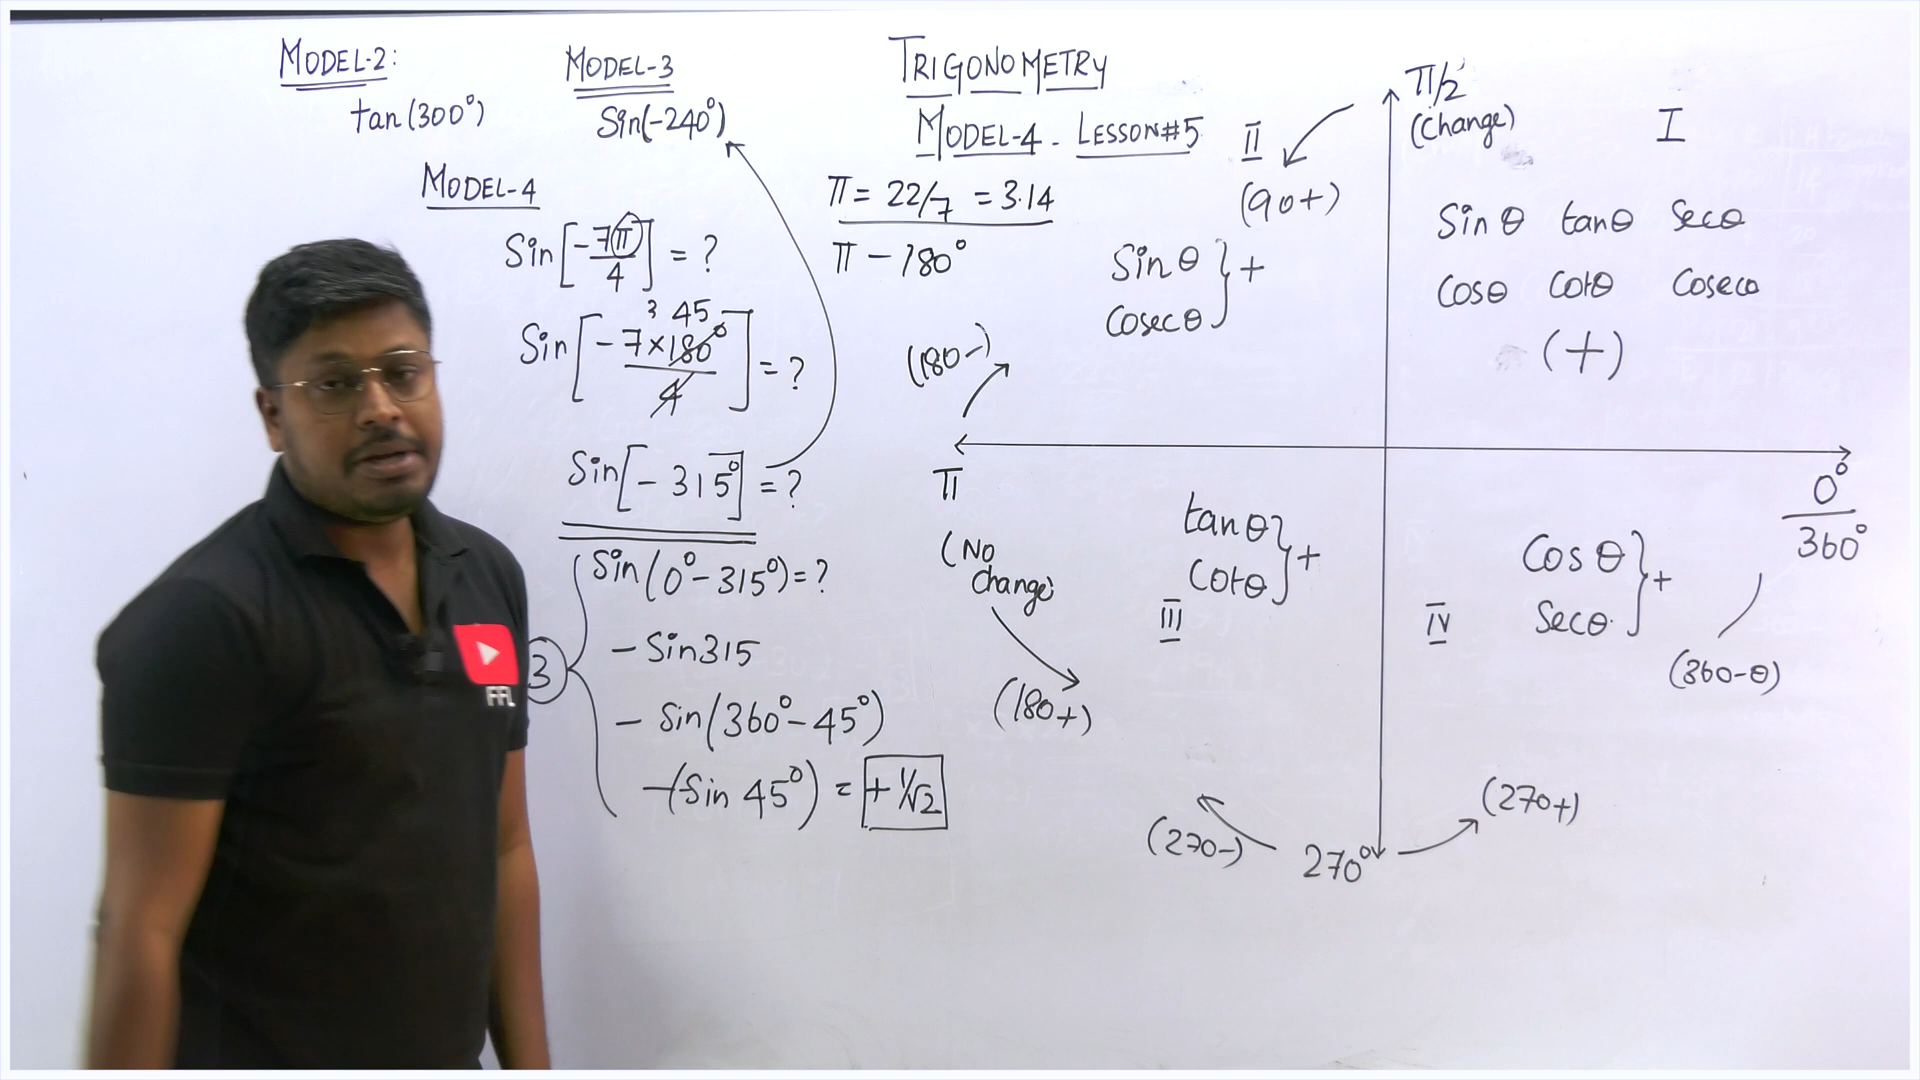 MODEL-2:
tan(300°)
MODEL-3
Sin(-240°)
TRIGONOMETRY
MODEL-4 - LESSON#5
MODEL-4
Sin[-7π/4] = ?
3 45
Sin[-7×180°/4] = ?
Sin[-315°] = ?
3
Sin(0°-315°)=?
- Sin315
- Sin(360°-45°)
-(-Sin 45°) = +1/√2
π = 22/7 = 3.14
π - 180°
π/2
(Change)
II
(90+)
Sinθ
Cosecθ
} +
(180-)
I
Sinθ tanθ Secθ
Cosθ Cotθ Cosecθ
(+)
π
(No
Change)
(180+)
tanθ
Cotθ
} +
III
(270-)
270°
(270+)
IV
Cosθ
Secθ
} +
0°
360°
(360-θ)
FFL